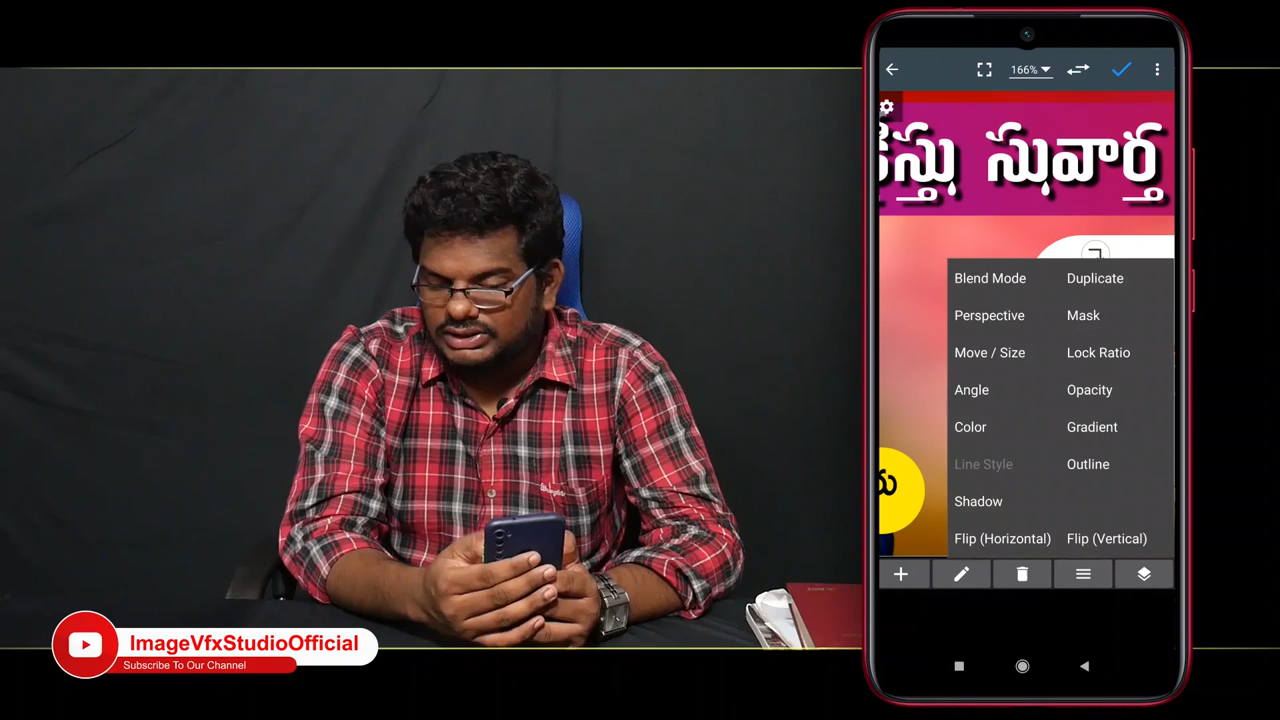 166%
స్తు సువార్త
Blend Mode Duplicate
Perspective Mask
Move / Size Lock Ratio
Angle Opacity
Color Gradient
Line Style Outline
Shadow
Flip (Horizontal) Flip (Vertical)
ImageVfxStudioOfficial
Subscribe To Our Channel